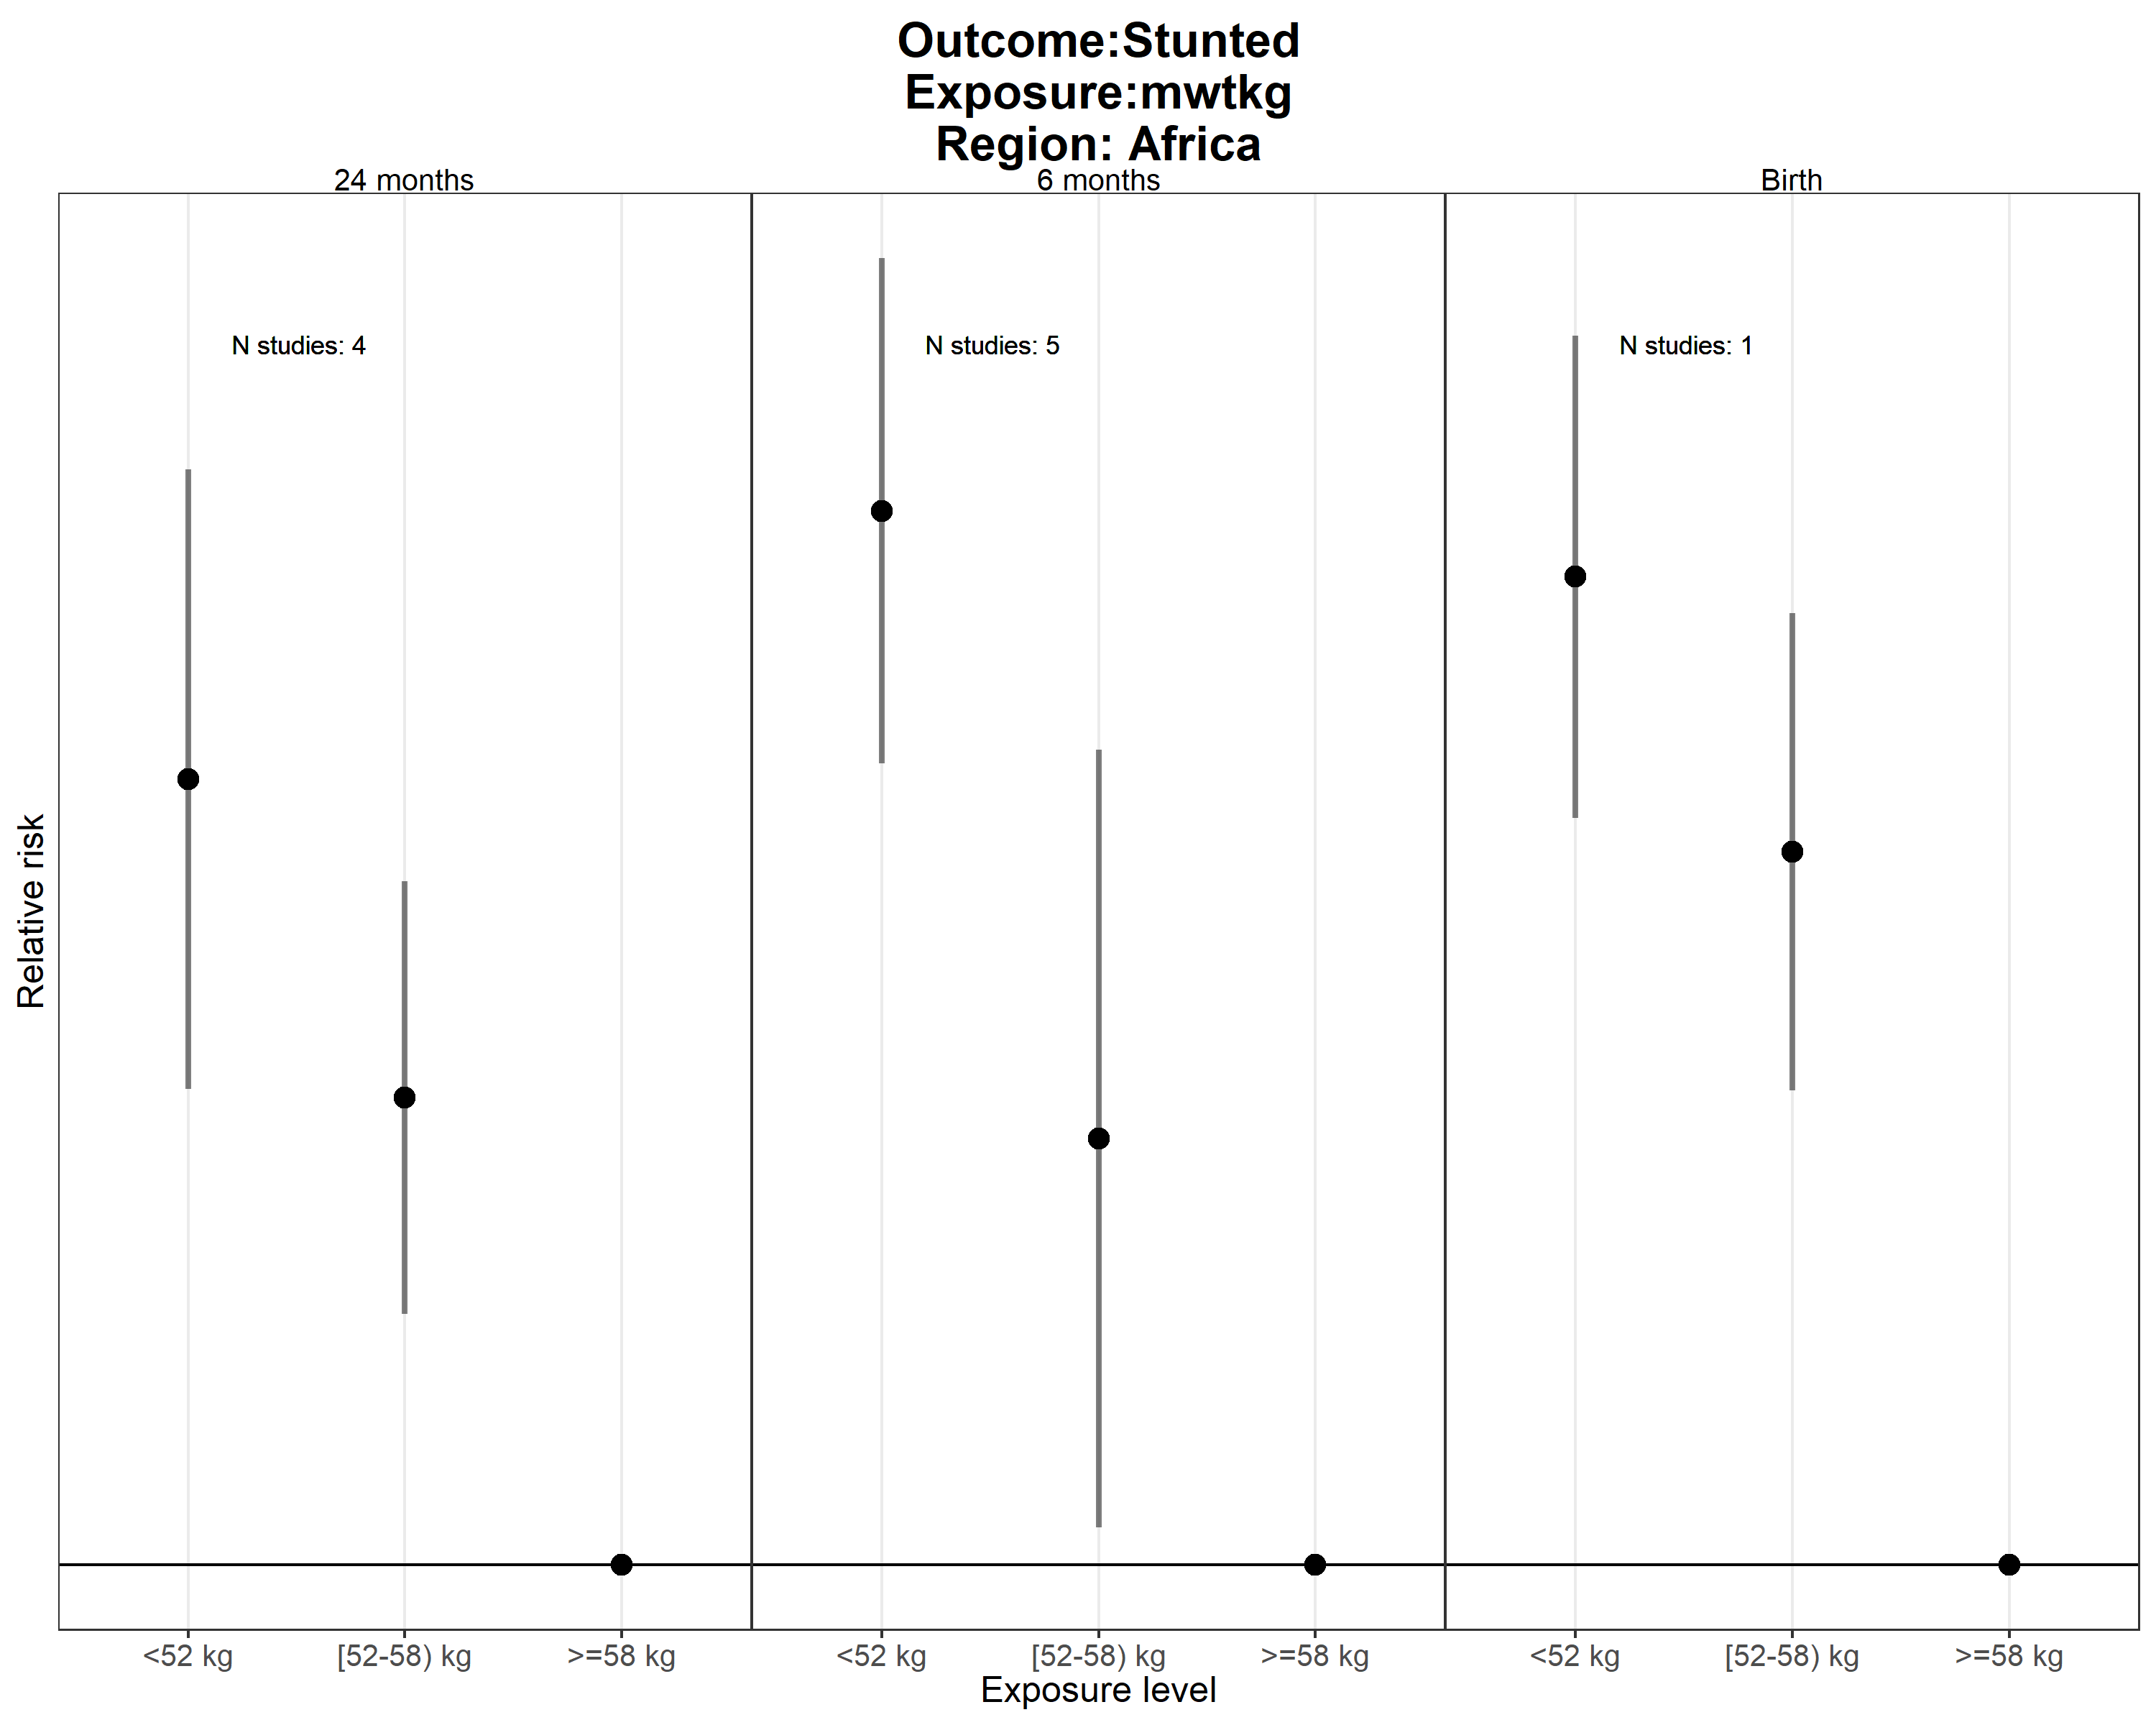 Outcome:Stunted
Exposure:mwtkg
Region: Africa
24 months
6 months
Birth
N studies: 4
N studies: 5
N studies: 1
Relative risk
<52 kg
[52-58) kg
>=58 kg
<52 kg
[52-58) kg
>=58 kg
<52 kg
[52-58) kg
>=58 kg
Exposure level